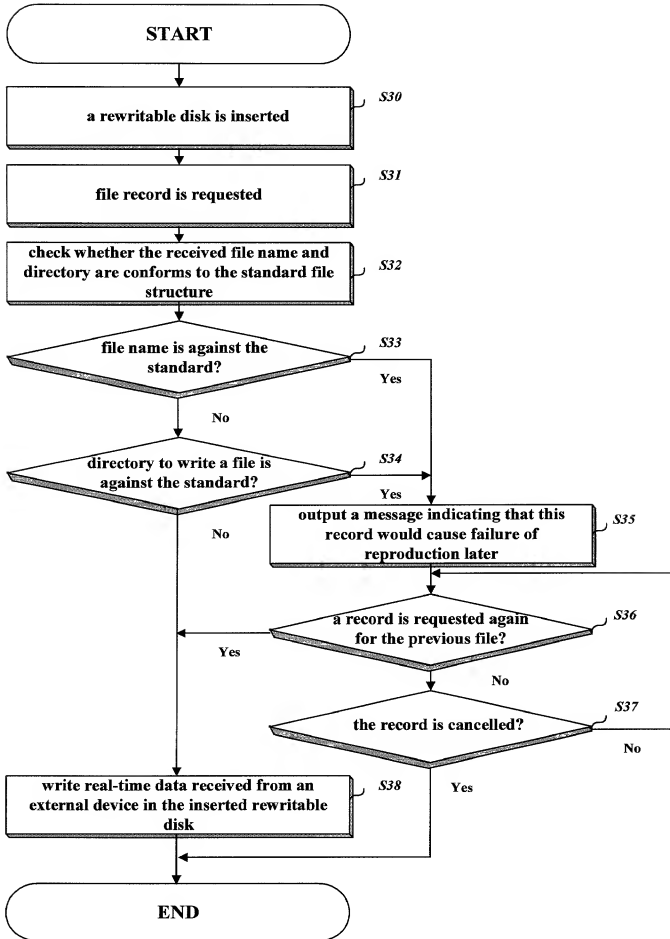 START
S30
a rewritable disk is inserted
S31
file record is requested
check whether the received file name and
directory are conforms to the standard file
structure
S32
file name is against the
standard?
S33
Yes
No
directory to write a file is
against the standard?
S34
Yes
No
output a message indicating that this
record would cause failure of
reproduction later
S35
a record is requested again
for the previous file?
S36
Yes
No
the record is cancelled?
S37
No
Yes
write real-time data received from an
external device in the inserted rewritable
disk
S38
END